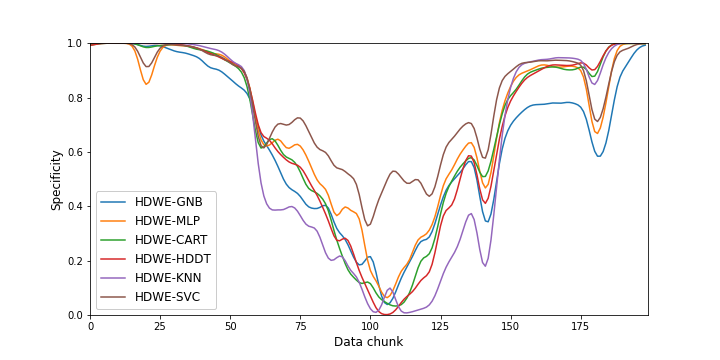 1.0
0.8
0.6
0.4
0.2
0.0
Specificity
HDWE-GNB
HDWE-MLP
HDWE-CART
HDWE-HDDT
HDWE-KNN
HDWE-SVC
0 25 50 75 100 125 150 175
Data chunk